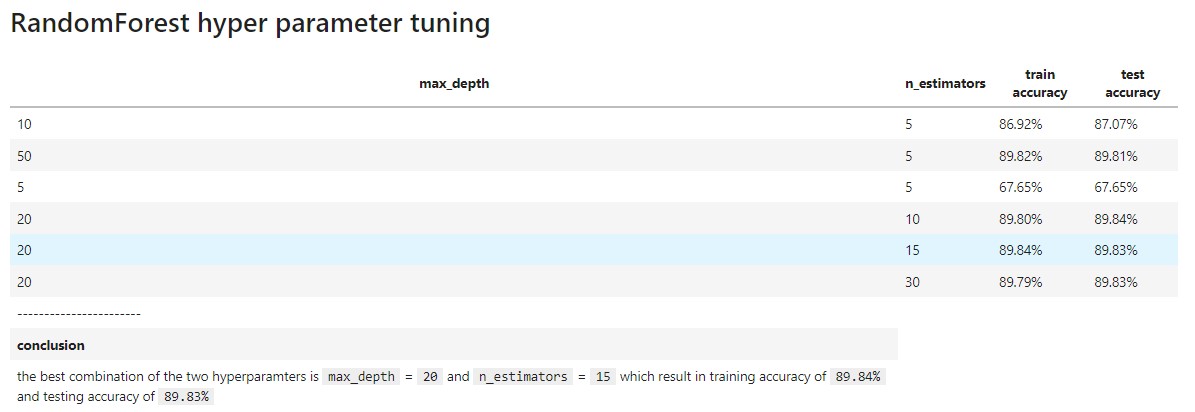 RandomForest hyper parameter tuning
max_depth n_estimators train accuracy test accuracy
10 5 86.92% 87.07%
50 5 89.82% 89.81%
5 5 67.65% 67.65%
20 10 89.80% 89.84%
20 15 89.84% 89.83%
20 30 89.79% 89.83%
-----------------------
conclusion
the best combination of the two hyperparamters is max_depth = 20 and n_estimators = 15 which result in training accuracy of 89.84%
and testing accuracy of 89.83%